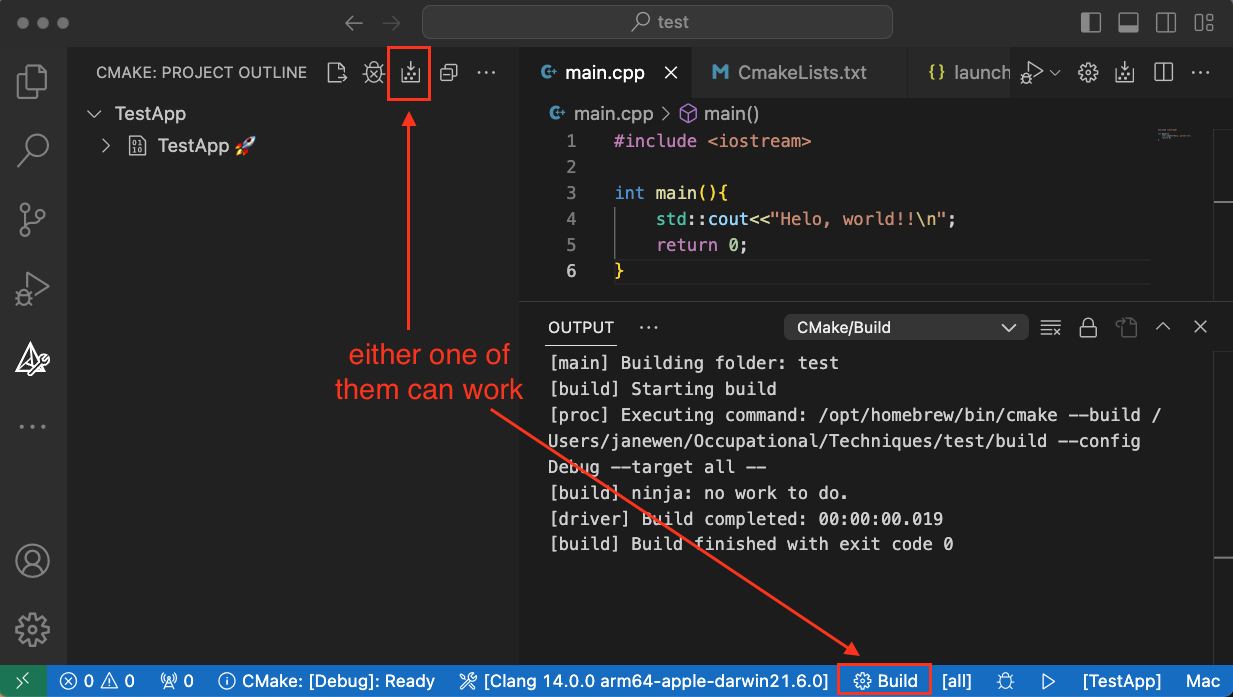 test
CMAKE: PROJECT OUTLINE
TestApp
TestApp 🚀
either one of
them can work
main.cpp
CmakeLists.txt
{} launch
main.cpp > main()
1 #include <iostream>
2
3 int main(){
4 std::cout<<"Helo, world!!\n";
5 return 0;
6 }
OUTPUT
CMake/Build
[main] Building folder: test
[build] Starting build
[proc] Executing command: /opt/homebrew/bin/cmake --build /
Users/janewen/Occupational/Techniques/test/build --config
Debug --target all --
[build] ninja: no work to do.
[driver] Build completed: 00:00:00.019
[build] Build finished with exit code 0
0 0 0 CMake: [Debug]: Ready [Clang 14.0.0 arm64-apple-darwin21.6.0] Build [all] [TestApp] Mac